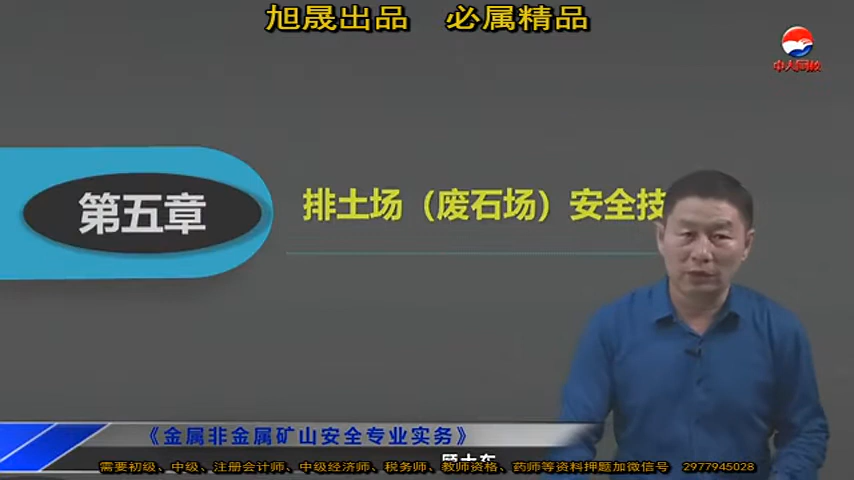 旭晟出品 必属精品
中大网校
第五章
排土场（废石场）安全技
《金属非金属矿山安全专业实务》
需要初级、中级、注册会计师、中级经济师、税务师、教师资格、药师等资料押题加微信号 2977945028